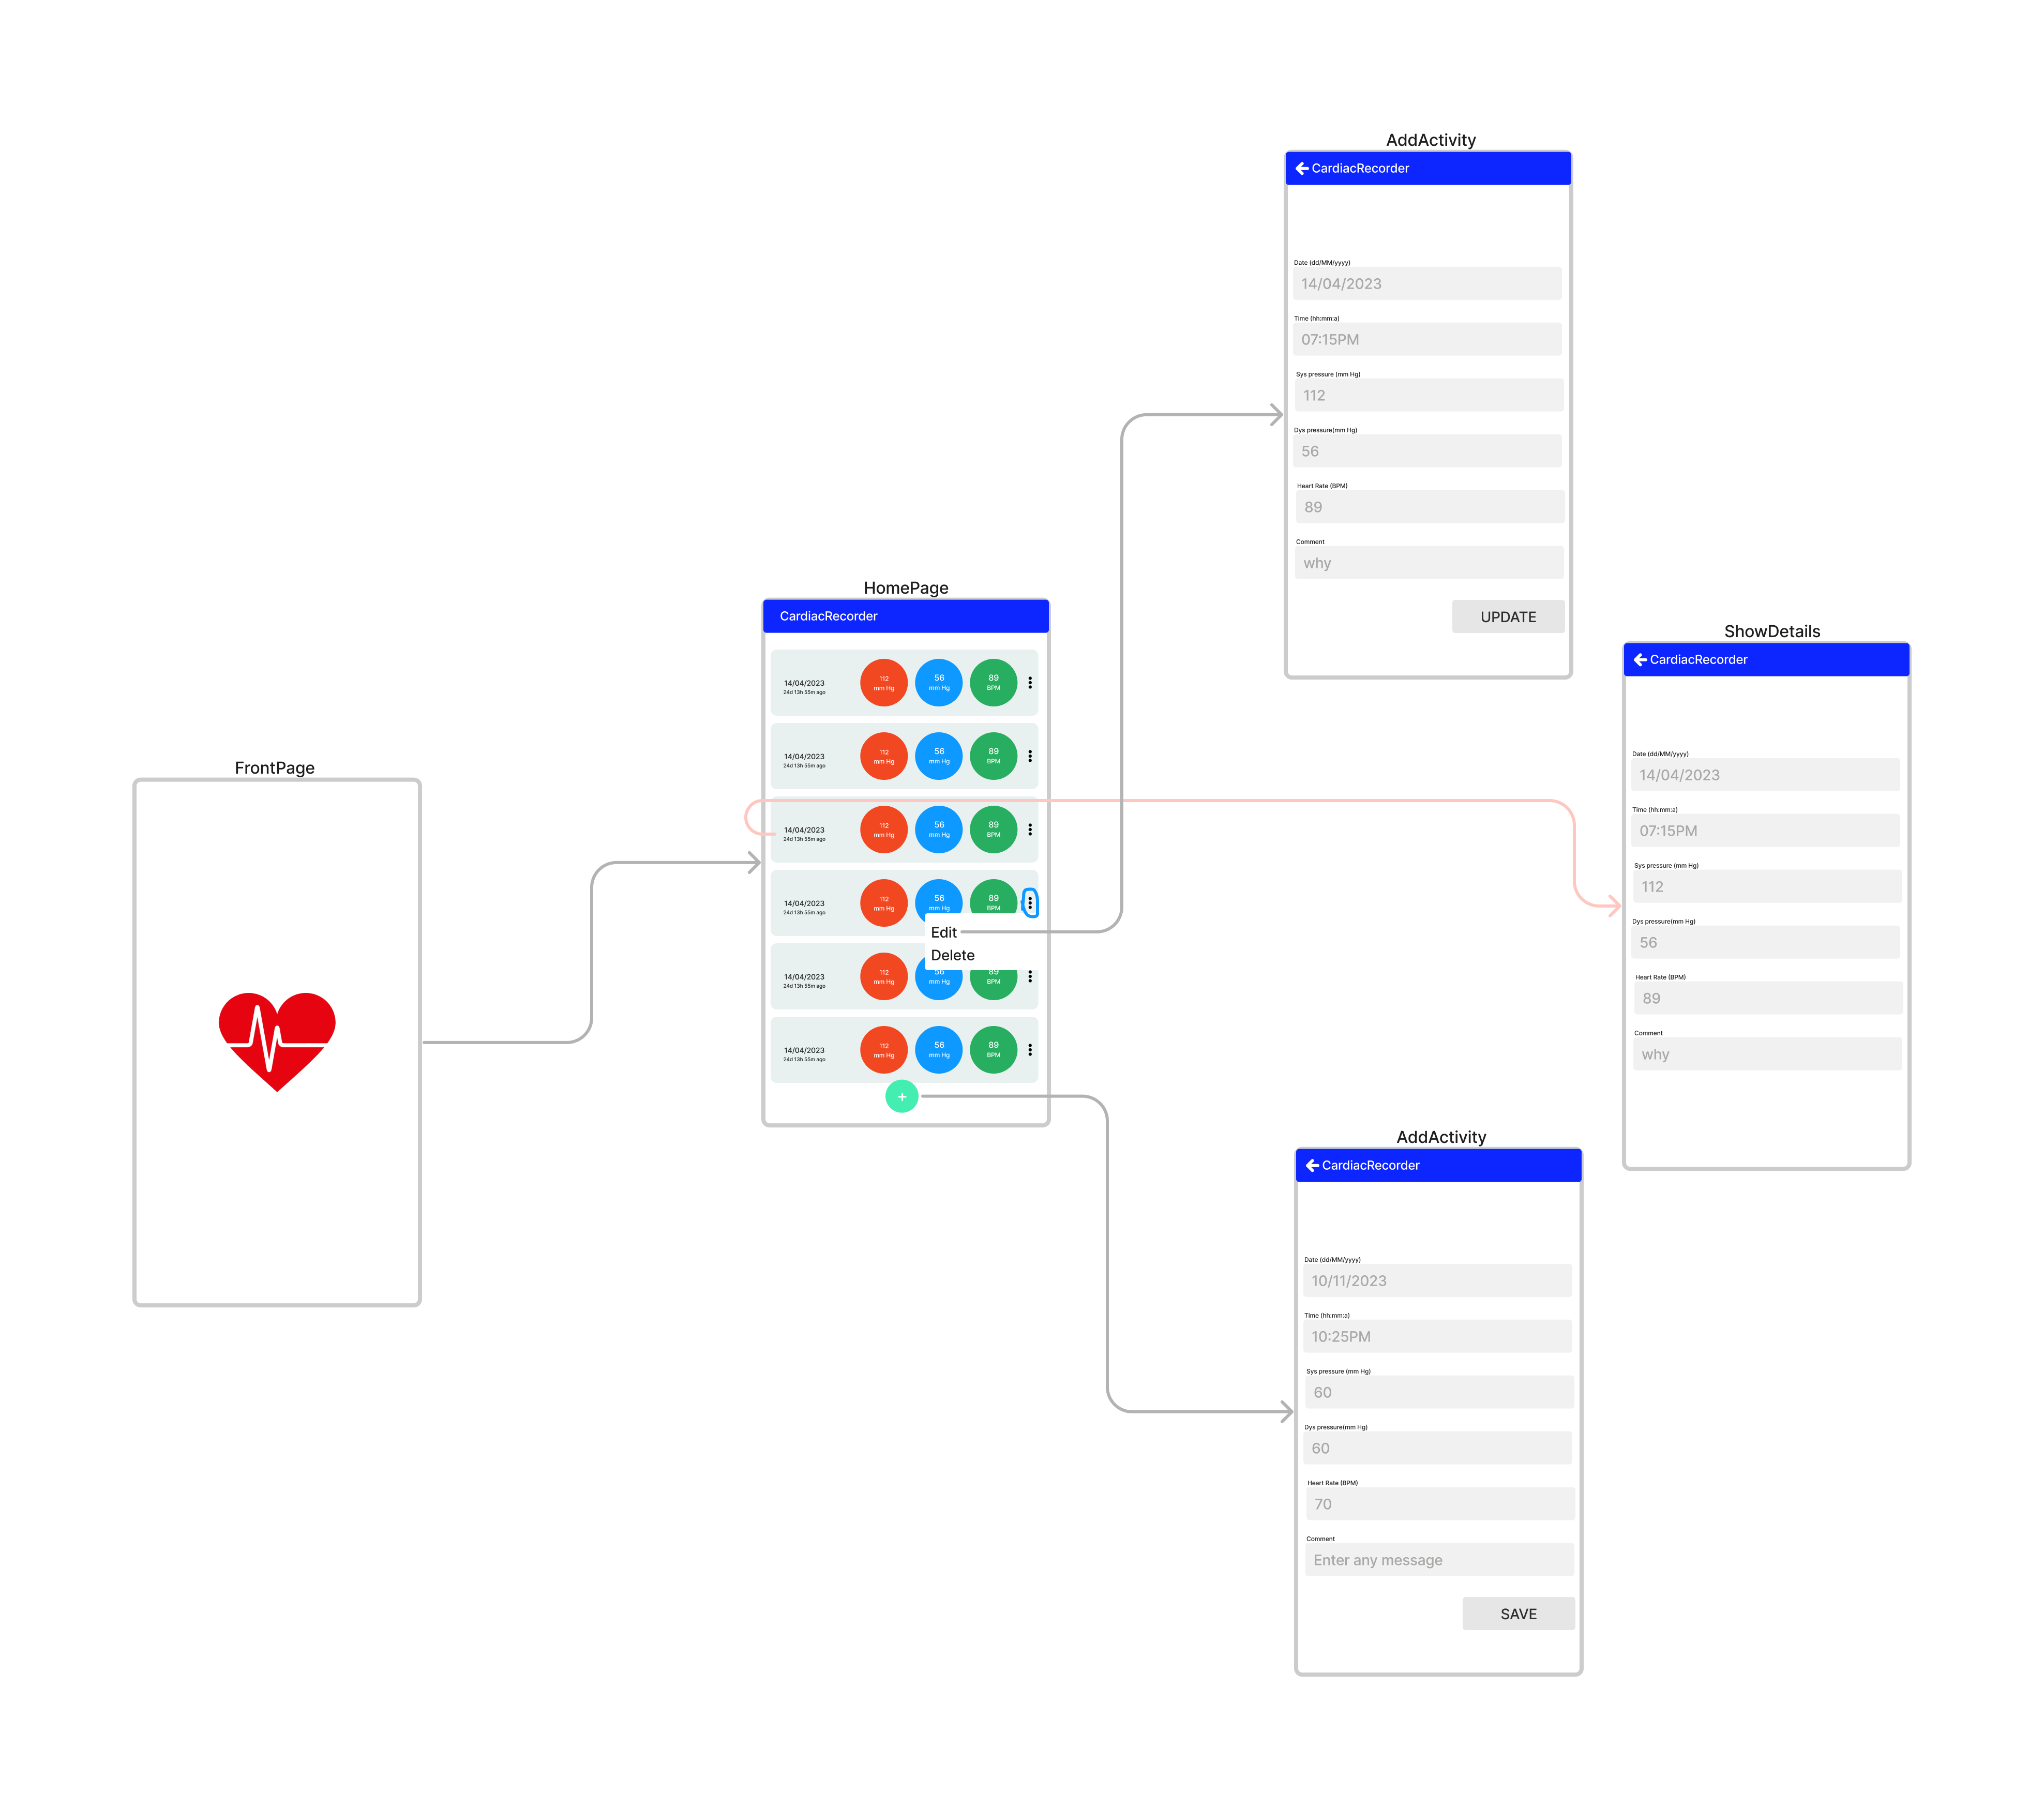 FrontPage
HomePage
CardiacRecorder
14/04/2023
24d 13h 55m ago
112
mm Hg
56
mm Hg
89
BPM
14/04/2023
24d 13h 55m ago
112
mm Hg
56
mm Hg
89
BPM
14/04/2023
24d 13h 55m ago
112
mm Hg
56
mm Hg
89
BPM
14/04/2023
24d 13h 55m ago
112
mm Hg
56
mm Hg
89
BPM
Edit
Delete
14/04/2023
24d 13h 55m ago
112
mm Hg
56
mm Hg
89
BPM
14/04/2023
24d 13h 55m ago
112
mm Hg
56
mm Hg
89
BPM
+
AddActivity
CardiacRecorder
Date (dd/MM/yyyy)
14/04/2023
Time (hh:mm:a)
07:15PM
Sys pressure (mm Hg)
112
Dys pressure(mm Hg)
56
Heart Rate (BPM)
89
Comment
why
UPDATE
ShowDetails
CardiacRecorder
Date (dd/MM/yyyy)
14/04/2023
Time (hh:mm:a)
07:15PM
Sys pressure (mm Hg)
112
Dys pressure(mm Hg)
56
Heart Rate (BPM)
89
Comment
why
AddActivity
CardiacRecorder
Date (dd/MM/yyyy)
10/11/2023
Time (hh:mm:a)
10:25PM
Sys pressure (mm Hg)
60
Dys pressure(mm Hg)
60
Heart Rate (BPM)
70
Comment
Enter any message
SAVE